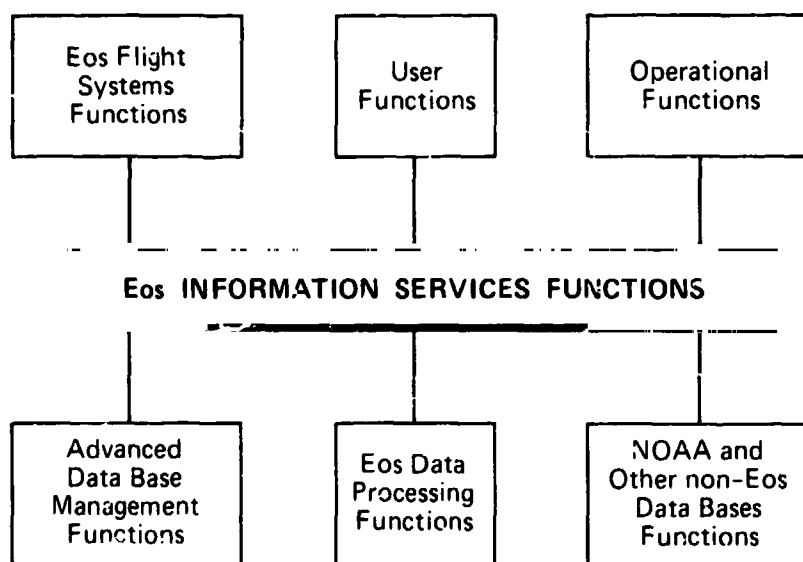 Eos Flight
Systems
Functions
User
Functions
Operational
Functions
Eos INFORMATION SERVICES FUNCTIONS
Advanced
Data Base
Management
Functions
Eos Data
Processing
Functions
NOAA and
Other non-Eos
Data Bases
Functions